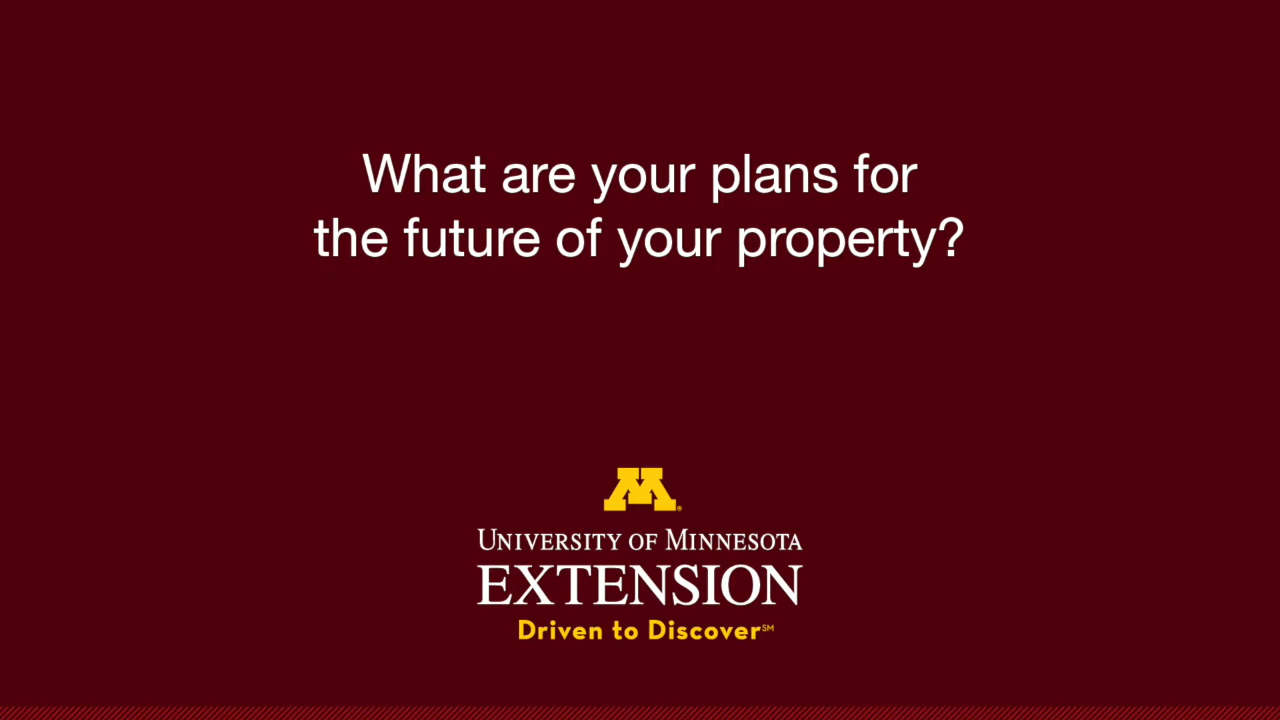 What are your plans for
the future of your property?
M®
UNIVERSITY OF MINNESOTA
EXTENSION
Driven to Discover℠